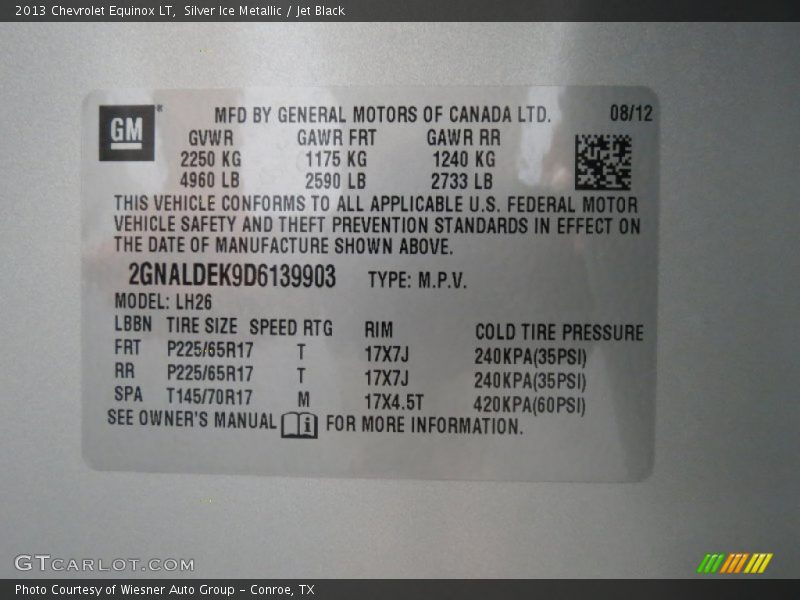 2013 Chevrolet Equinox LT, Silver Ice Metallic / Jet Black
GM
MFD BY GENERAL MOTORS OF CANADA LTD. 08/12
GVWR GAWR FRT GAWR RR
2250 KG 1175 KG 1240 KG
4960 LB 2590 LB 2733 LB
THIS VEHICLE CONFORMS TO ALL APPLICABLE U.S. FEDERAL MOTOR
VEHICLE SAFETY AND THEFT PREVENTION STANDARDS IN EFFECT ON
THE DATE OF MANUFACTURE SHOWN ABOVE.
2GNALDEK9D6139903 TYPE: M.P.V.
MODEL: LH26
LBBN TIRE SIZE SPEED RTG RIM COLD TIRE PRESSURE
FRT P225/65R17 T 17X7J 240KPA(35PSI)
RR P225/65R17 T 17X7J 240KPA(35PSI)
SPA T145/70R17 M 17X4.5T 420KPA(60PSI)
SEE OWNER'S MANUAL i FOR MORE INFORMATION.
GTCARLOT.COM
Photo Courtesy of Wiesner Auto Group - Conroe, TX